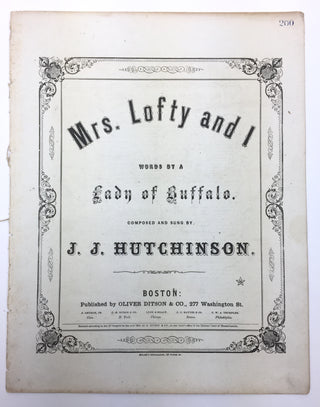 200
Mrs. Lofty and I
WORDS BY A
Lady of Buffalo.
COMPOSED AND SUNG BY
J. J. HUTCHINSON.
BOSTON:
Published by OLIVER DITSON & CO., 277 Washington St.